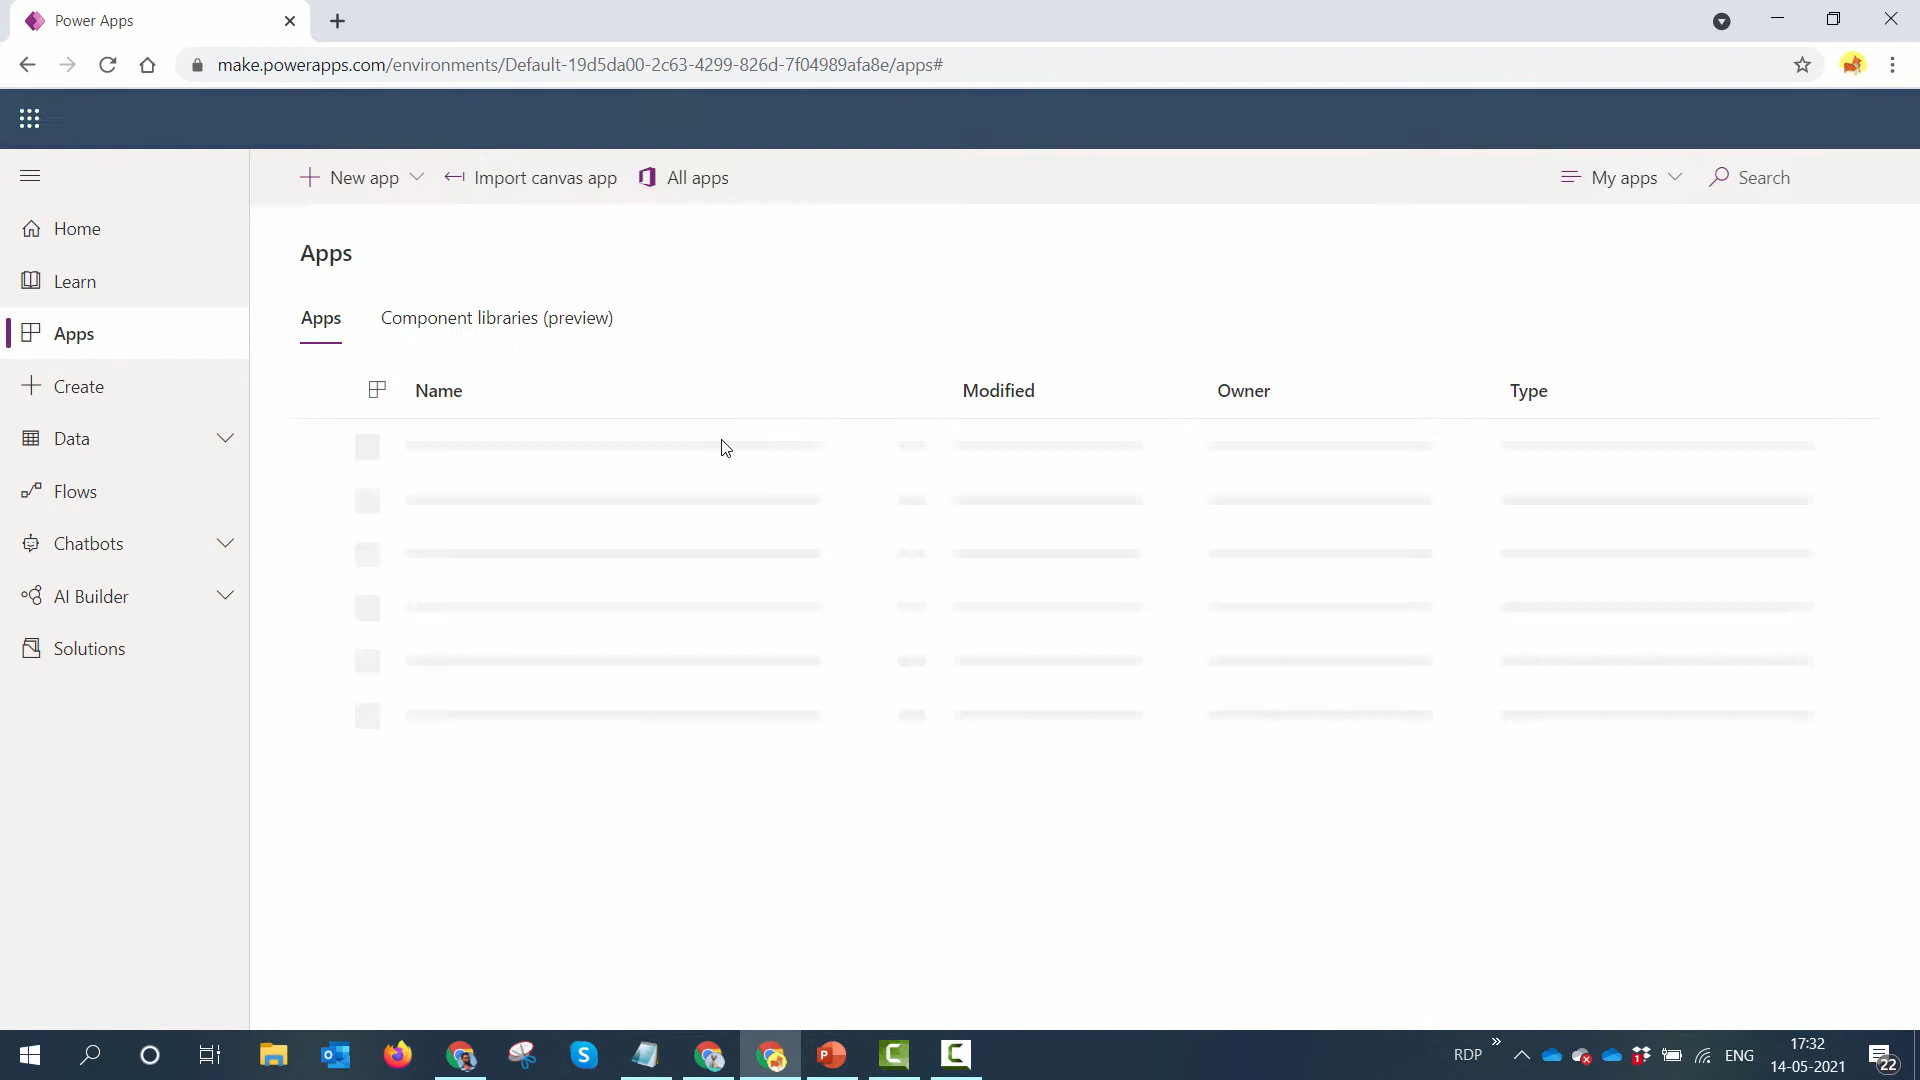 Power Apps
make.powerapps.com/environments/Default-19d5da00-2c63-4299-826d-7f04989afa8e/apps#
New app
Import canvas app
All apps
My apps
Search
Home
Learn
Apps
Create
Data
Flows
Chatbots
AI Builder
Solutions
Apps
Apps
Component libraries (preview)
Name
Modified
Owner
Type
RDP
ENG
17:32
14-05-2021
22